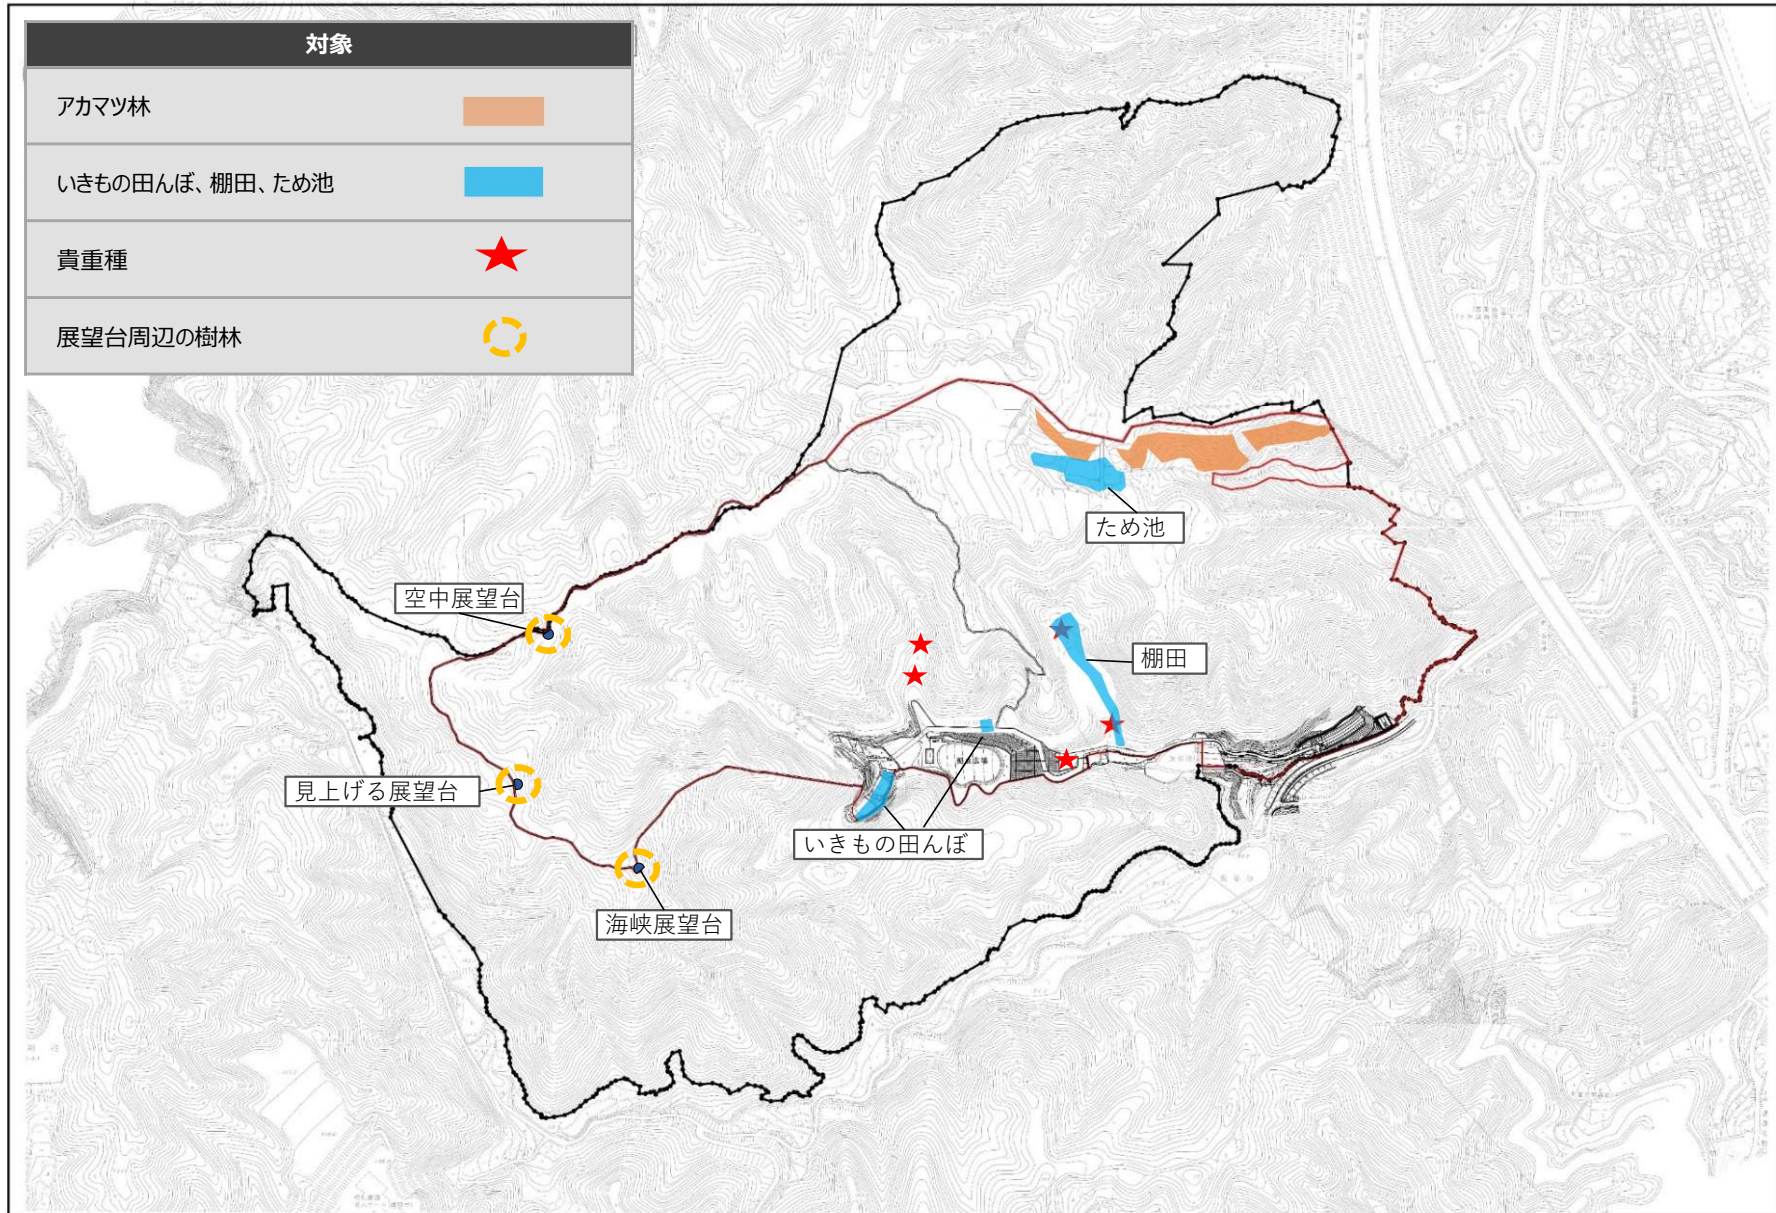 対象
アカマツ林
いきもの田んぼ、棚田、ため池
貴重種
展望台周辺の樹林
ため池
空中展望台
棚田
見上げる展望台
いきもの田んぼ
海峡展望台